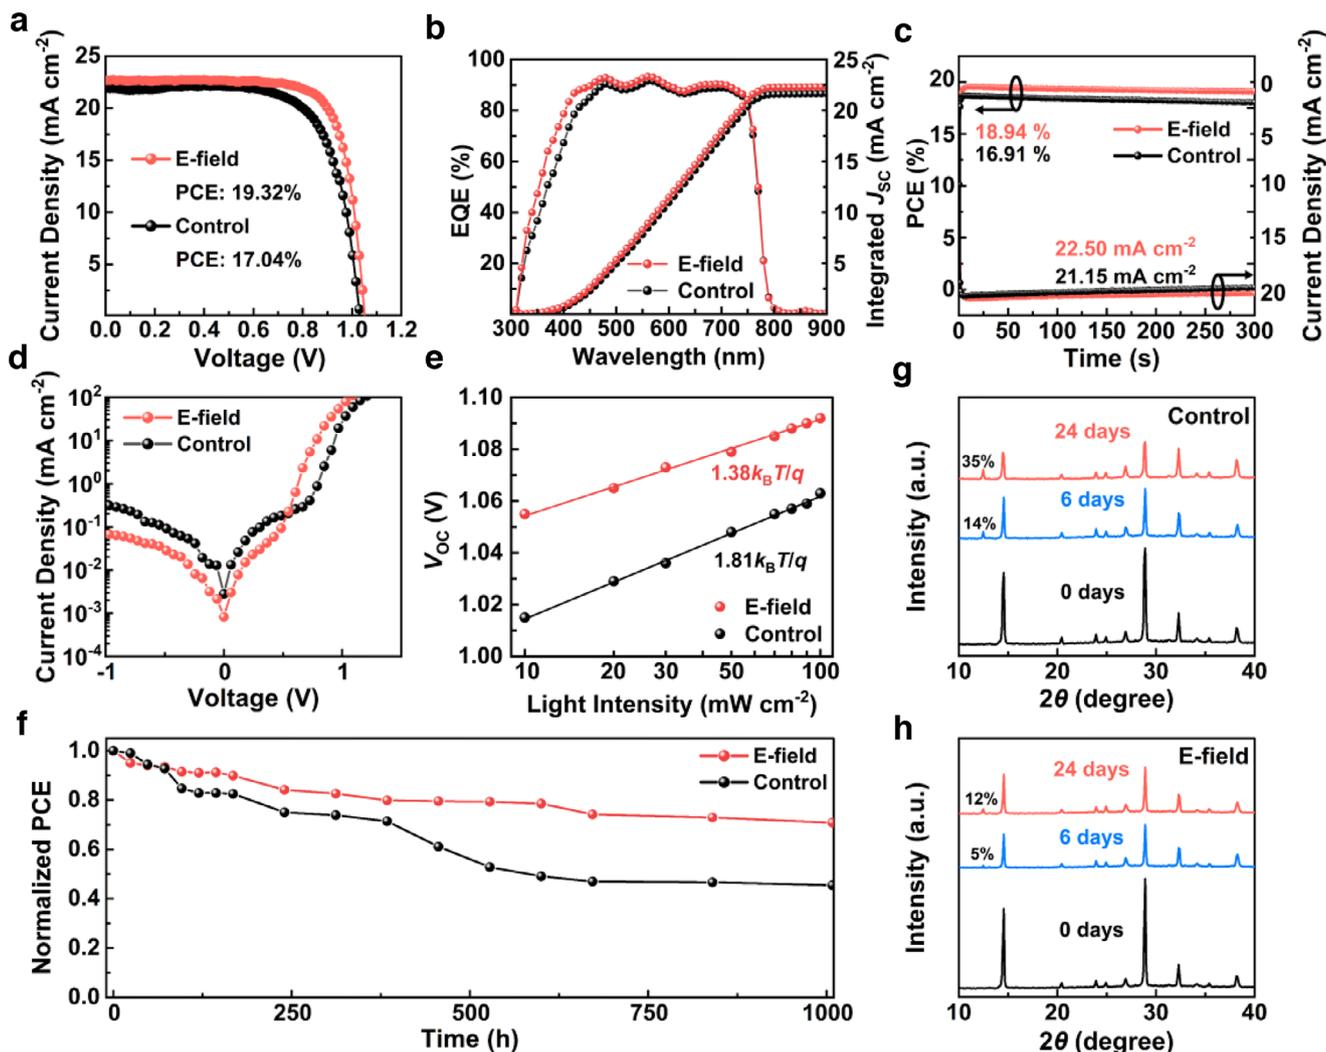 a
Current Density (mA cm⁻²)
25
20
15
10
5
E-field
PCE: 19.32%
Control
PCE: 17.04%
0.0 0.2 0.4 0.6 0.8 1.0 1.2
Voltage (V)
b
EQE (%)
100
80
60
40
20
E-field
Control
25
20
15
10
5
Integrated J_SC (mA cm⁻²)
300 400 500 600 700 800 900
Wavelength (nm)
c
PCE (%)
20
15
10
5
0
18.94 %
16.91 %
E-field
Control
22.50 mA cm⁻²
21.15 mA cm⁻²
0
5
10
15
20
Current Density (mA cm⁻²)
0 50 100 150 200 250 300
Time (s)
d
Current Density (mA cm⁻²)
10²
10¹
10⁰
10⁻¹
10⁻²
10⁻³
10⁻⁴
E-field
Control
-1 0 1
Voltage (V)
e
V_OC (V)
1.10
1.08
1.06
1.04
1.02
1.00
1.38k_BT/q
1.81k_BT/q
E-field
Control
10 20 30 50 100
Light Intensity (mW cm⁻²)
g
Intensity (a.u.)
Control
24 days
35%
6 days
14%
0 days
10 20 30 40
2θ (degree)
f
Normalized PCE
1.0
0.8
0.6
0.4
0.2
0.0
E-field
Control
0 250 500 750 1000
Time (h)
h
Intensity (a.u.)
E-field
24 days
12%
6 days
5%
0 days
10 20 30 40
2θ (degree)